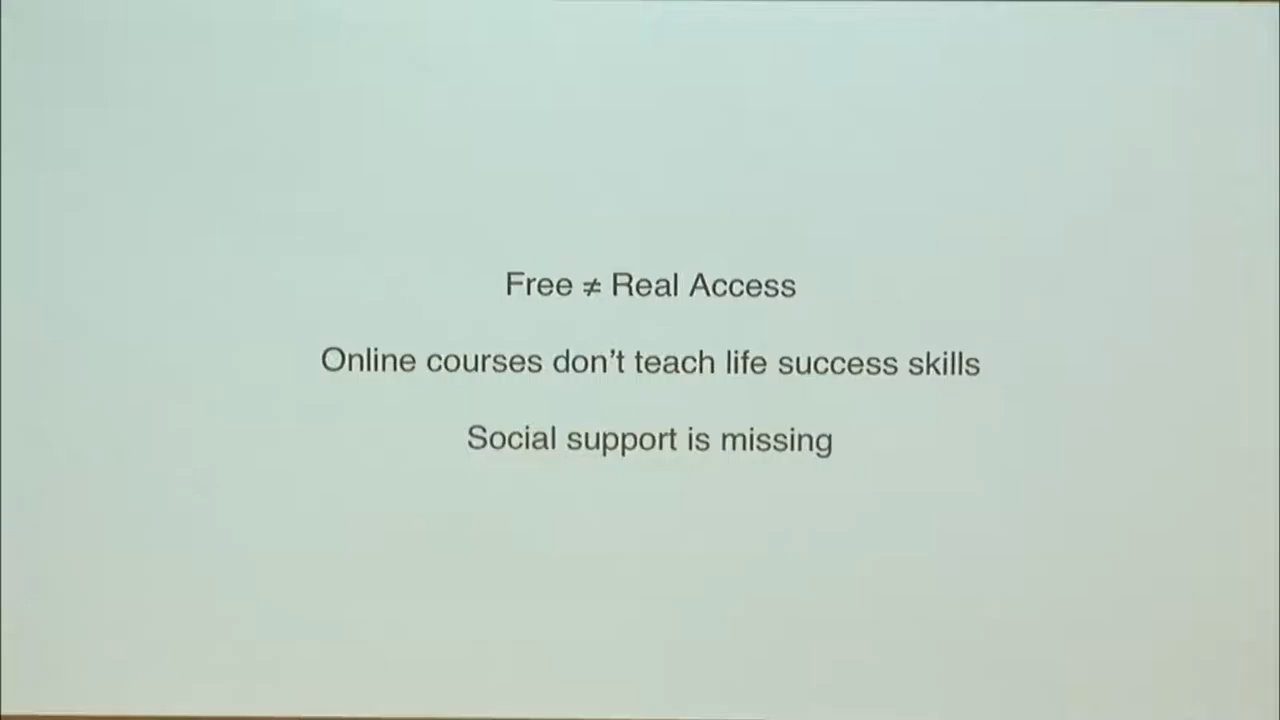 Free ≠ Real Access
Online courses don't teach life success skills
Social support is missing